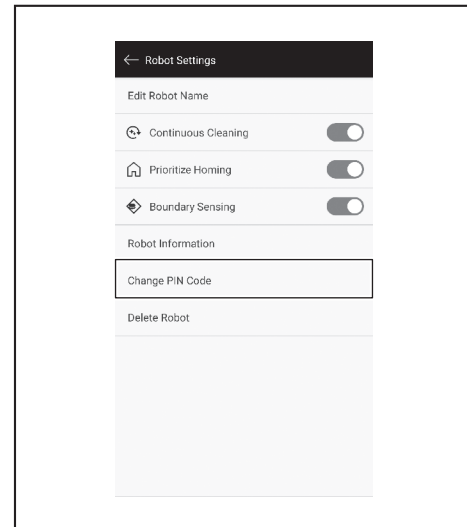 Robot Settings
Edit Robot Name
Continuous Cleaning
Prioritize Homing
Boundary Sensing
Robot Information
Change PIN Code
Delete Robot